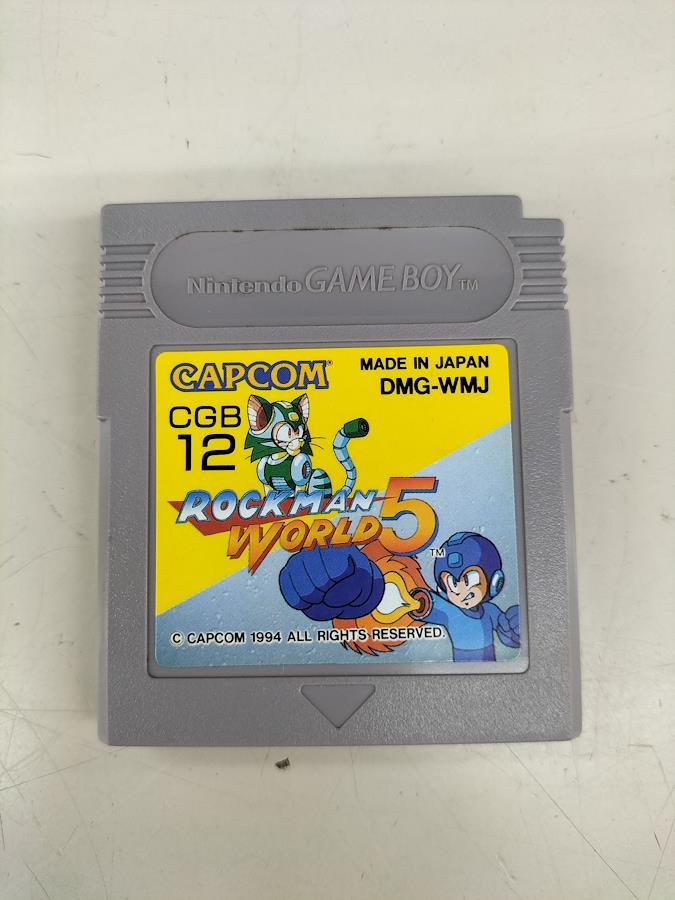 Nintendo GAME BOY TM
CAPCOM
MADE IN JAPAN
DMG-WMJ
CGB
12
ROCKMAN
WORLD 5
TM
© CAPCOM 1994 ALL RIGHTS RESERVED.